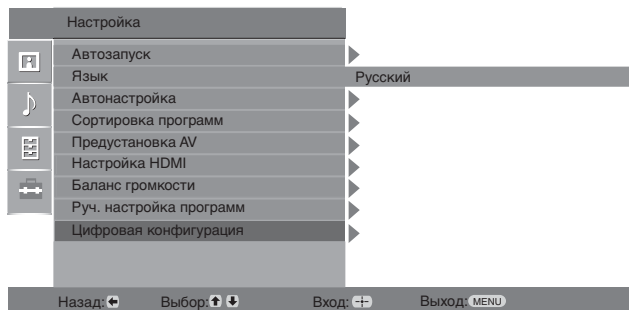 Настройка
Автозапуск
Язык Русский
Автонастройка
Сортировка программ
Предустановка AV
Настройка HDMI
Баланс громкости
Руч. настройка программ
Цифровая конфигурация
Назад: Выбор: Вход: Выход: MENU